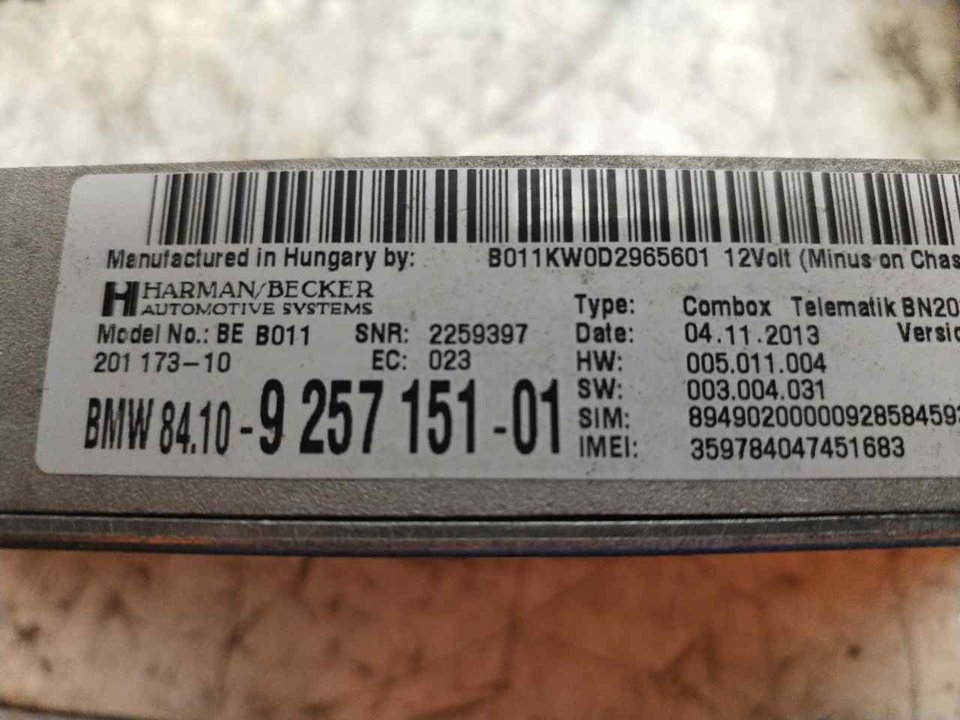 Manufactured in Hungary by: B011KW0D2965601 12Volt (Minus on Chas
HARMAN/BECKER
AUTOMOTIVE SYSTEMS
Type: Combox Telematik BN20
Model No.: BE B011 SNR: 2259397
Date: 04.11.2013 Versio
201 173-10 EC: 023
HW: 005.011.004
SW: 003.004.031
BMW 84.10-9 257 151-01
SIM: 89490200000928584593
IMEI: 359784047451683